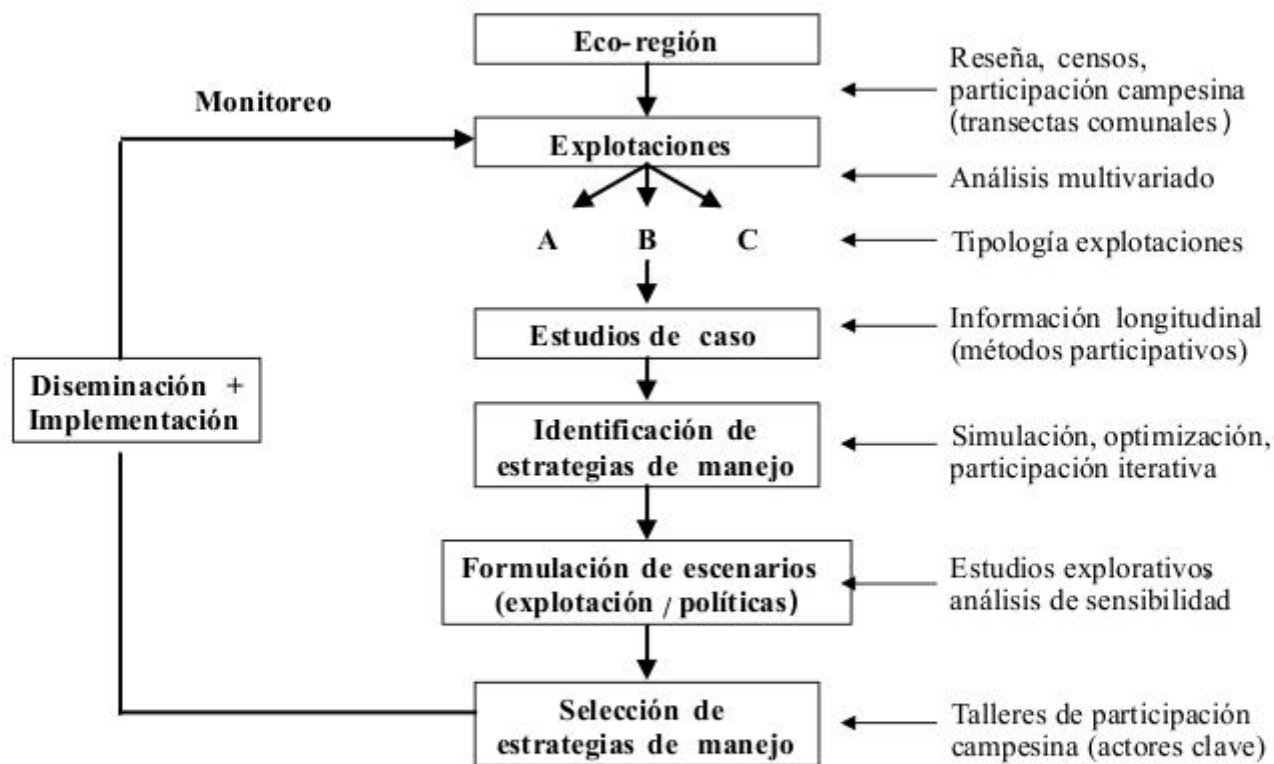 Eco-región
Reseña, censos,
participación campesina
(transectas comunales)
Monitoreo
Explotaciones
Análisis multivariado
A B C
Tipología explotaciones
Estudios de caso
Información longitudinal
(métodos participativos)
Diseminación +
Implementación
Identificación de
estrategias de manejo
Simulación, optimización,
participación iterativa
Formulación de escenarios
(explotación / políticas)
Estudios explorativos,
análisis de sensibilidad
Selección de
estrategias de manejo
Talleres de participación
campesina (actores clave)